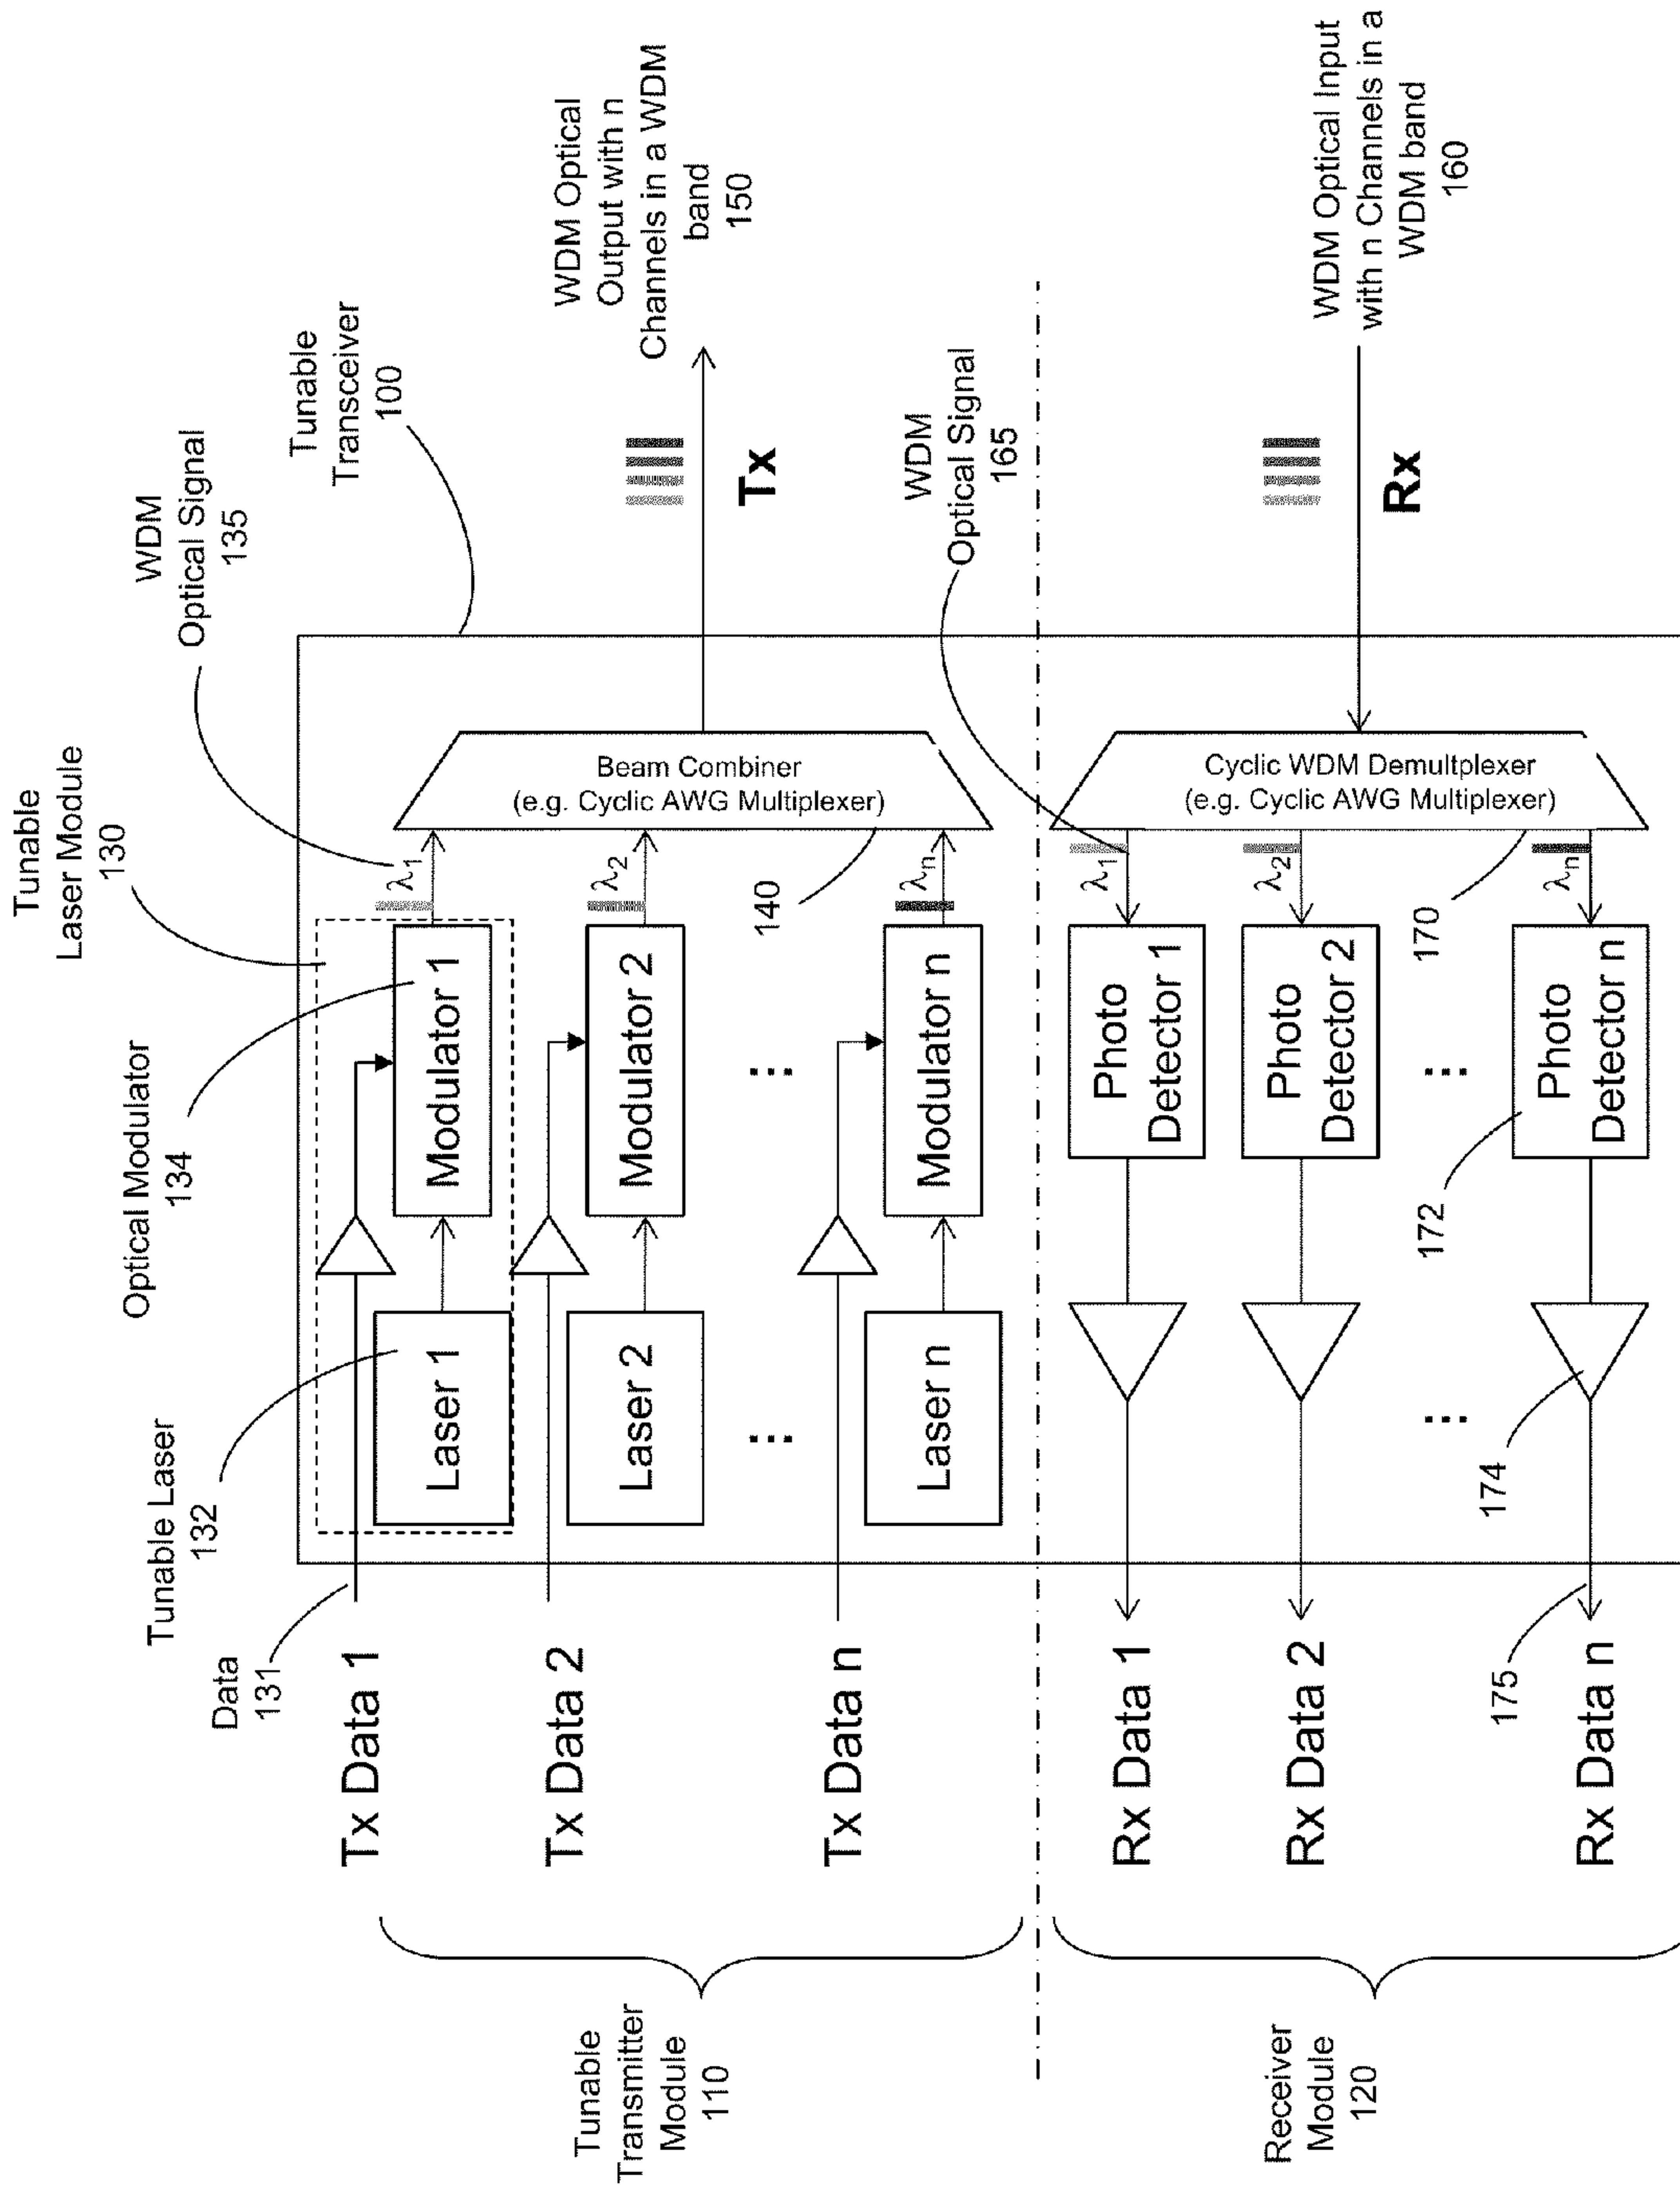 Tunable
Laser Module
130
WDM
Optical Signal
135
Tunable
Transceiver
100
Optical Modulator
134
Tunable Laser
132
Data
131
Tx Data 1
Laser 1
Modulator 1
λ1
Tx Data 2
Laser 2
Modulator 2
λ2
...
...
Tx Data n
Laser n
Modulator n
λn
140
Beam Combiner
(e.g. Cyclic AWG Multiplexer)
Tx
WDM Optical
Output with n
Channels in a WDM
band
150
Tunable
Transmitter
Module
110
WDM
Optical Signal
165
Rx Data 1
Photo
Detector 1
λ1
Rx Data 2
Photo
Detector 2
λ2
...
...
Rx Data n
Photo
Detector n
λn
170
172
174
175
Cyclic WDM Demultplexer
(e.g. Cyclic AWG Multiplexer)
Rx
WDM Optical Input
with n Channels in a
WDM band
160
Receiver
Module
120